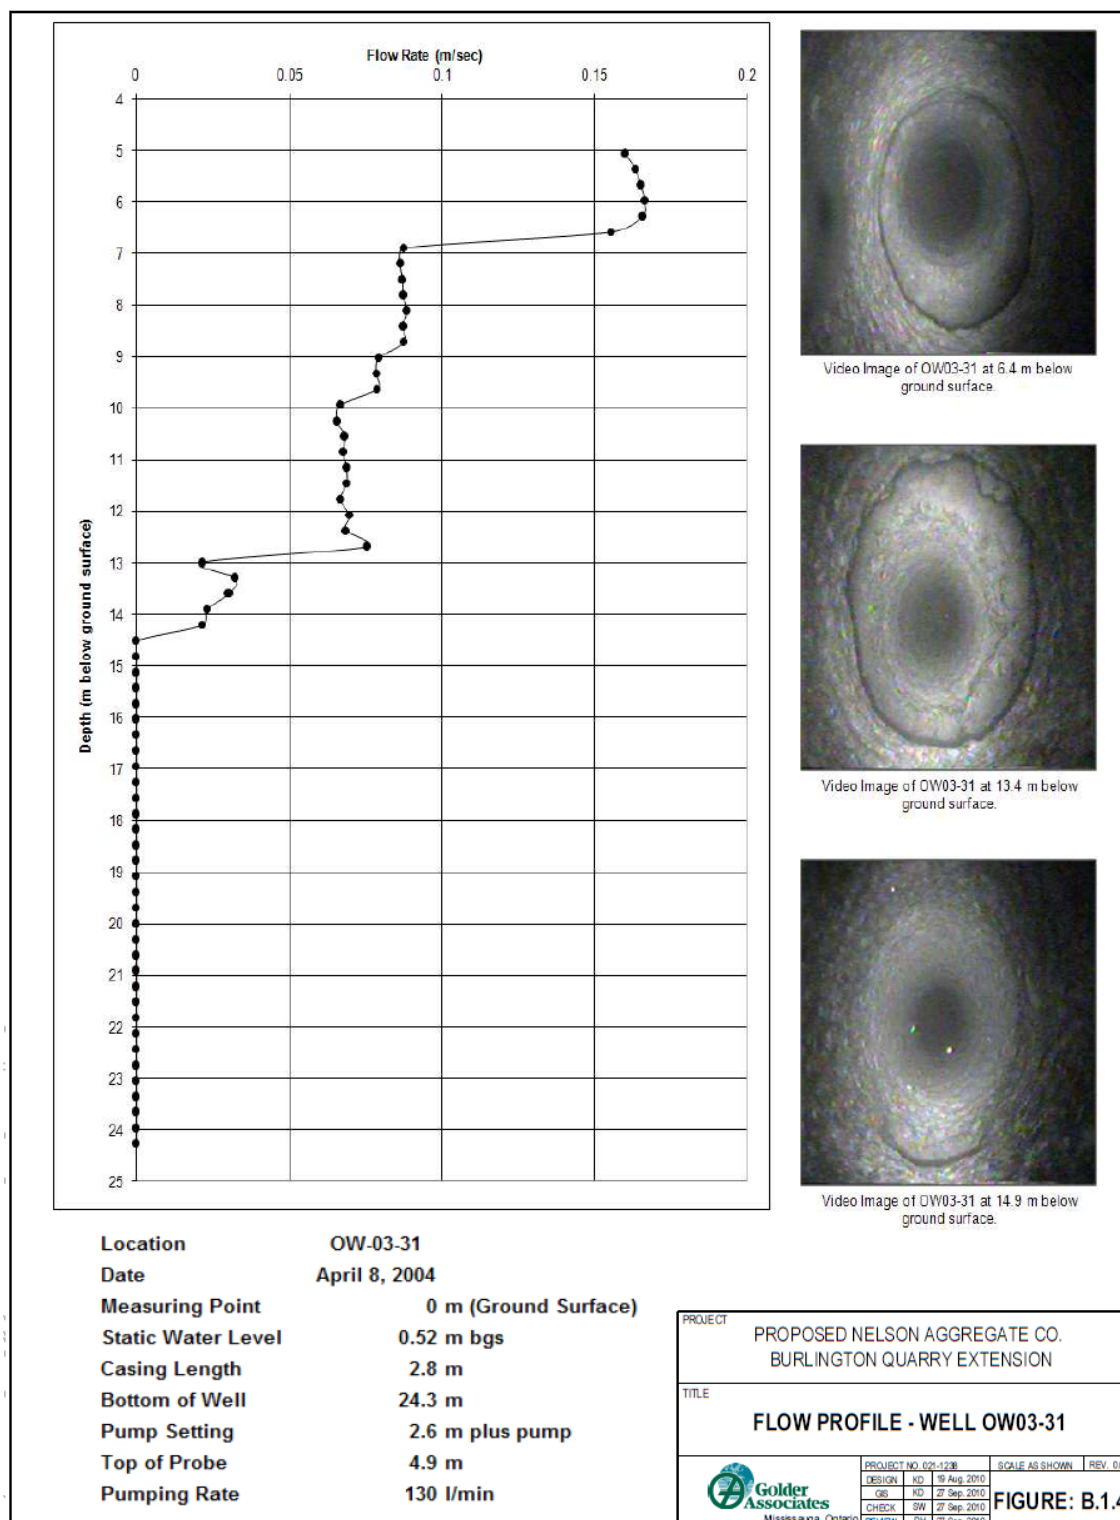 Flow Rate (m/sec)
0 0.05 0.1 0.15 0.2
4
5
6
7
8
9
10
11
12
13
14
15
16
17
18
19
20
21
22
23
24
25
Depth (m below ground surface)
Video Image of OW03-31 at 6.4 m below
ground surface.
Video Image of OW03-31 at 13.4 m below
ground surface.
Video Image of OW03-31 at 14.9 m below
ground surface.
Location OW-03-31
Date April 8, 2004
Measuring Point 0 m (Ground Surface)
Static Water Level 0.52 m bgs
Casing Length 2.8 m
Bottom of Well 24.3 m
Pump Setting 2.6 m plus pump
Top of Probe 4.9 m
Pumping Rate 130 l/min
PROJECT
PROPOSED NELSON AGGREGATE CO.
BURLINGTON QUARRY EXTENSION
TITLE
FLOW PROFILE - WELL OW03-31
Golder
Associates
Mississauga, Ontario
PROJECT NO. 021-1238 SCALE AS SHOWN REV.
DESIGN KD 19 Aug. 2010
GIS KD 27 Sep. 2010
CHECK SW 27 Sep. 2010
FIGURE: B.1.4